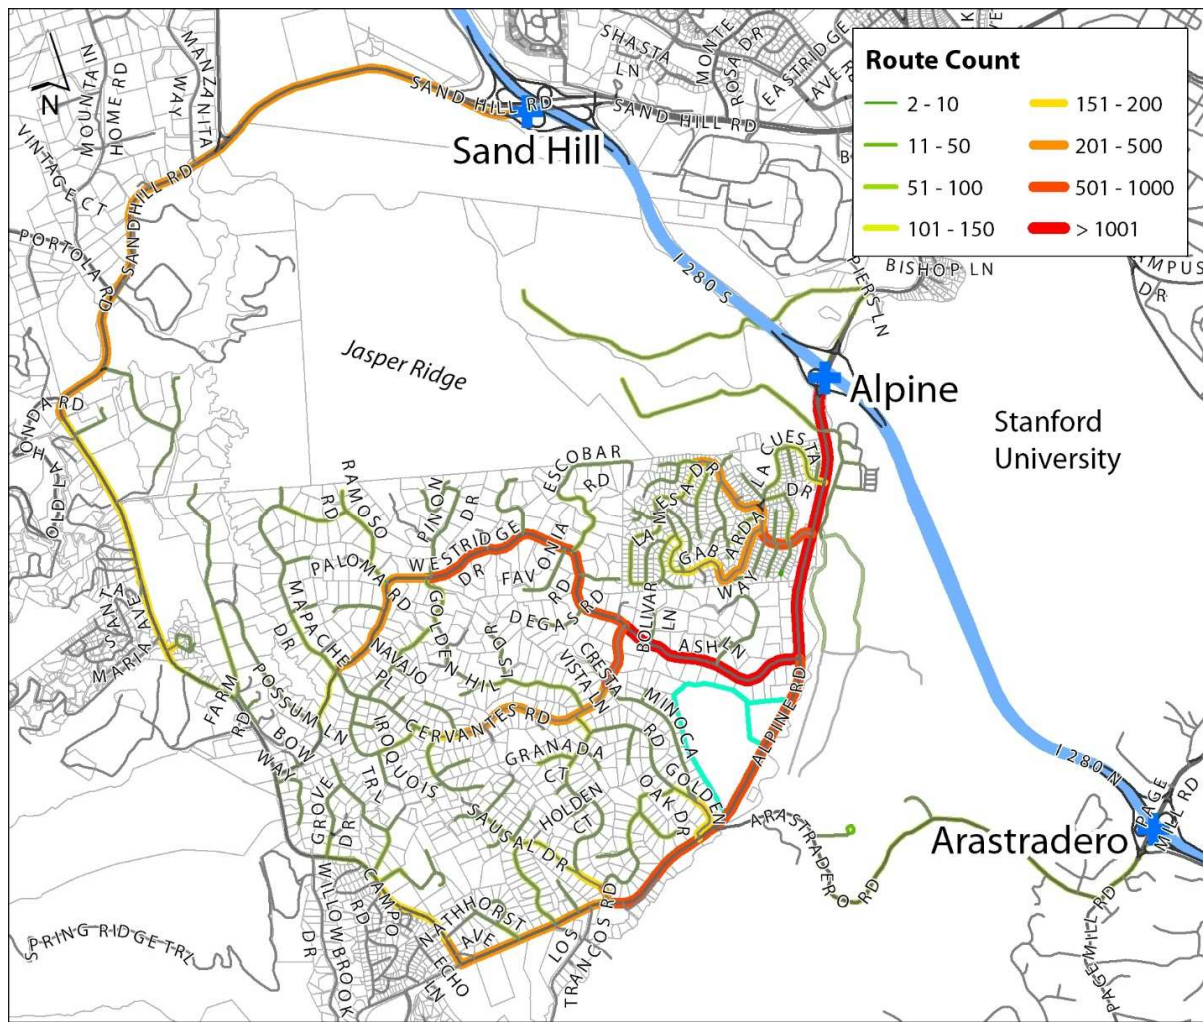 Route Count
2 - 10
11 - 50
51 - 100
101 - 150
151 - 200
201 - 500
501 - 1000
> 1001
N
MOUNTAIN
HOME RD
MANZANITA
WAY
VINTAGE CT
PORTOLA RD
SANDHILL RD
SAND HILL RD
SAND HILL RD
Sand Hill
SHASTA
LN
MONTE
ROSA DR
EASTRIDGE
AVE
I 280 S
PIERS LN
BISHOP LN
DR
Jasper Ridge
Alpine
Stanford
University
HONDA RD
OLD LA
SANTA
MARIA AVE
RAMOSO
RD
PINON
DR
ESCOBAR
RD
LA MESA DR
LA CUESTA
DR
GABARDA
WAY
WESTRIDGE
DR
PALOMA RD
FAVONIA
RD
MAPACHE
DR
GOLDEN HILLS DR
DEGAS RD
BOLIVAR
LN
ASH LN
NAVAJO
PL
CRESTA
VISTA LN
MINOCA
RD
ALPINE RD
FARM
RD
POSSUM LN
BOW
WAY
IROQUOIS
TRL
CERVANTES RD
GRANADA
CT
HOLDEN
CT
GOLDEN
OAK DR
GROVE
DR
SAUSAL DR
ARASTRADERO RD
Arastradero
I 280 N
PAGE
MILL RD
PAGE MILL RD
SPRING RIDGE TRL
WILLOWBROOK
DR
CAMPO
RD
NATHHORST
AVE
ECHO
LN
LOS
TRANCOS RD